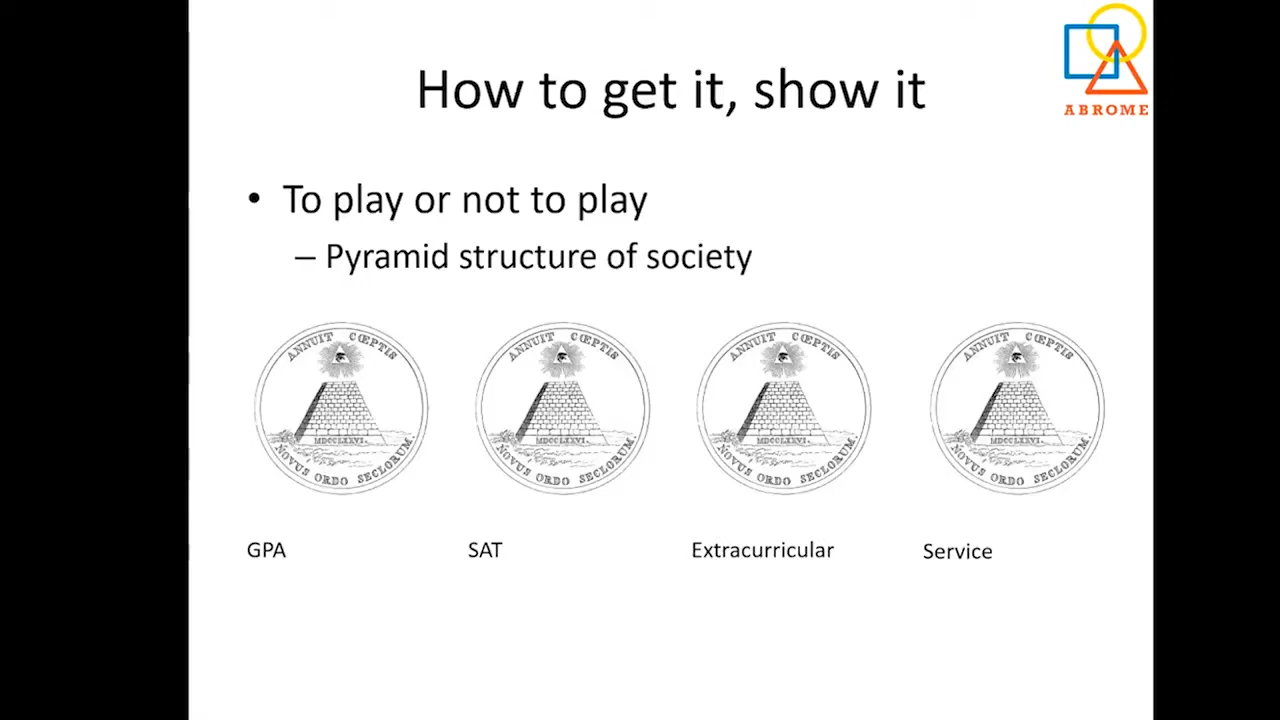 ABROME
How to get it, show it
• To play or not to play
– Pyramid structure of society
ANNUIT CŒPTIS
MDCCLXXVI.
NOVUS ORDO SECLORUM.
ANNUIT CŒPTIS
MDCCLXXVI.
NOVUS ORDO SECLORUM.
ANNUIT CŒPTIS
MDCCLXXVI.
NOVUS ORDO SECLORUM.
ANNUIT CŒPTIS
MDCCLXXVI.
NOVUS ORDO SECLORUM.
GPA
SAT
Extracurricular
Service